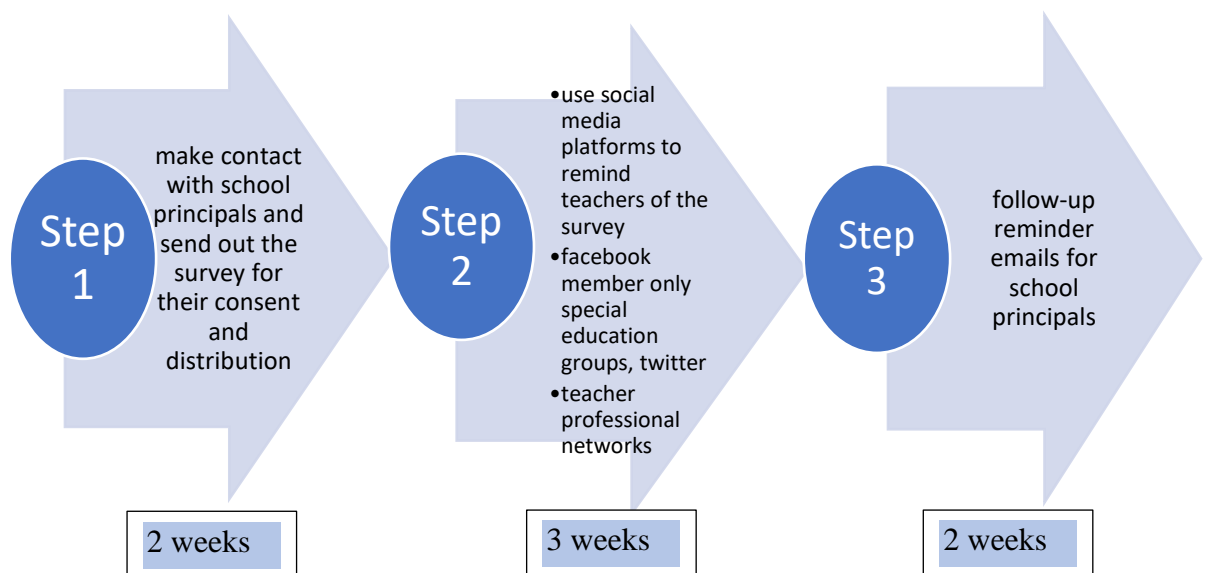 Step
1
make contact
with school
principals and
send out the
survey for
their consent
and
distribution
2 weeks
Step
2
•use social
media
platforms to
remind
teachers of the
survey
•facebook
member only
special
education
groups, twitter
•teacher
professional
networks
3 weeks
Step
3
follow-up
reminder
emails for
school
principals
2 weeks